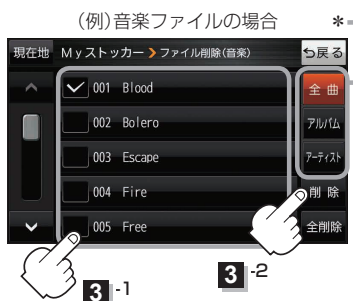 (例)音楽ファイルの場合
*
現在地 Myストッカー❯ファイル削除(音楽) 戻る
001 Blood 全 曲
002 Bolero アルバム
003 Escape アーティスト
004 Fire 削 除
005 Free 全削除
3 -1
3 -2